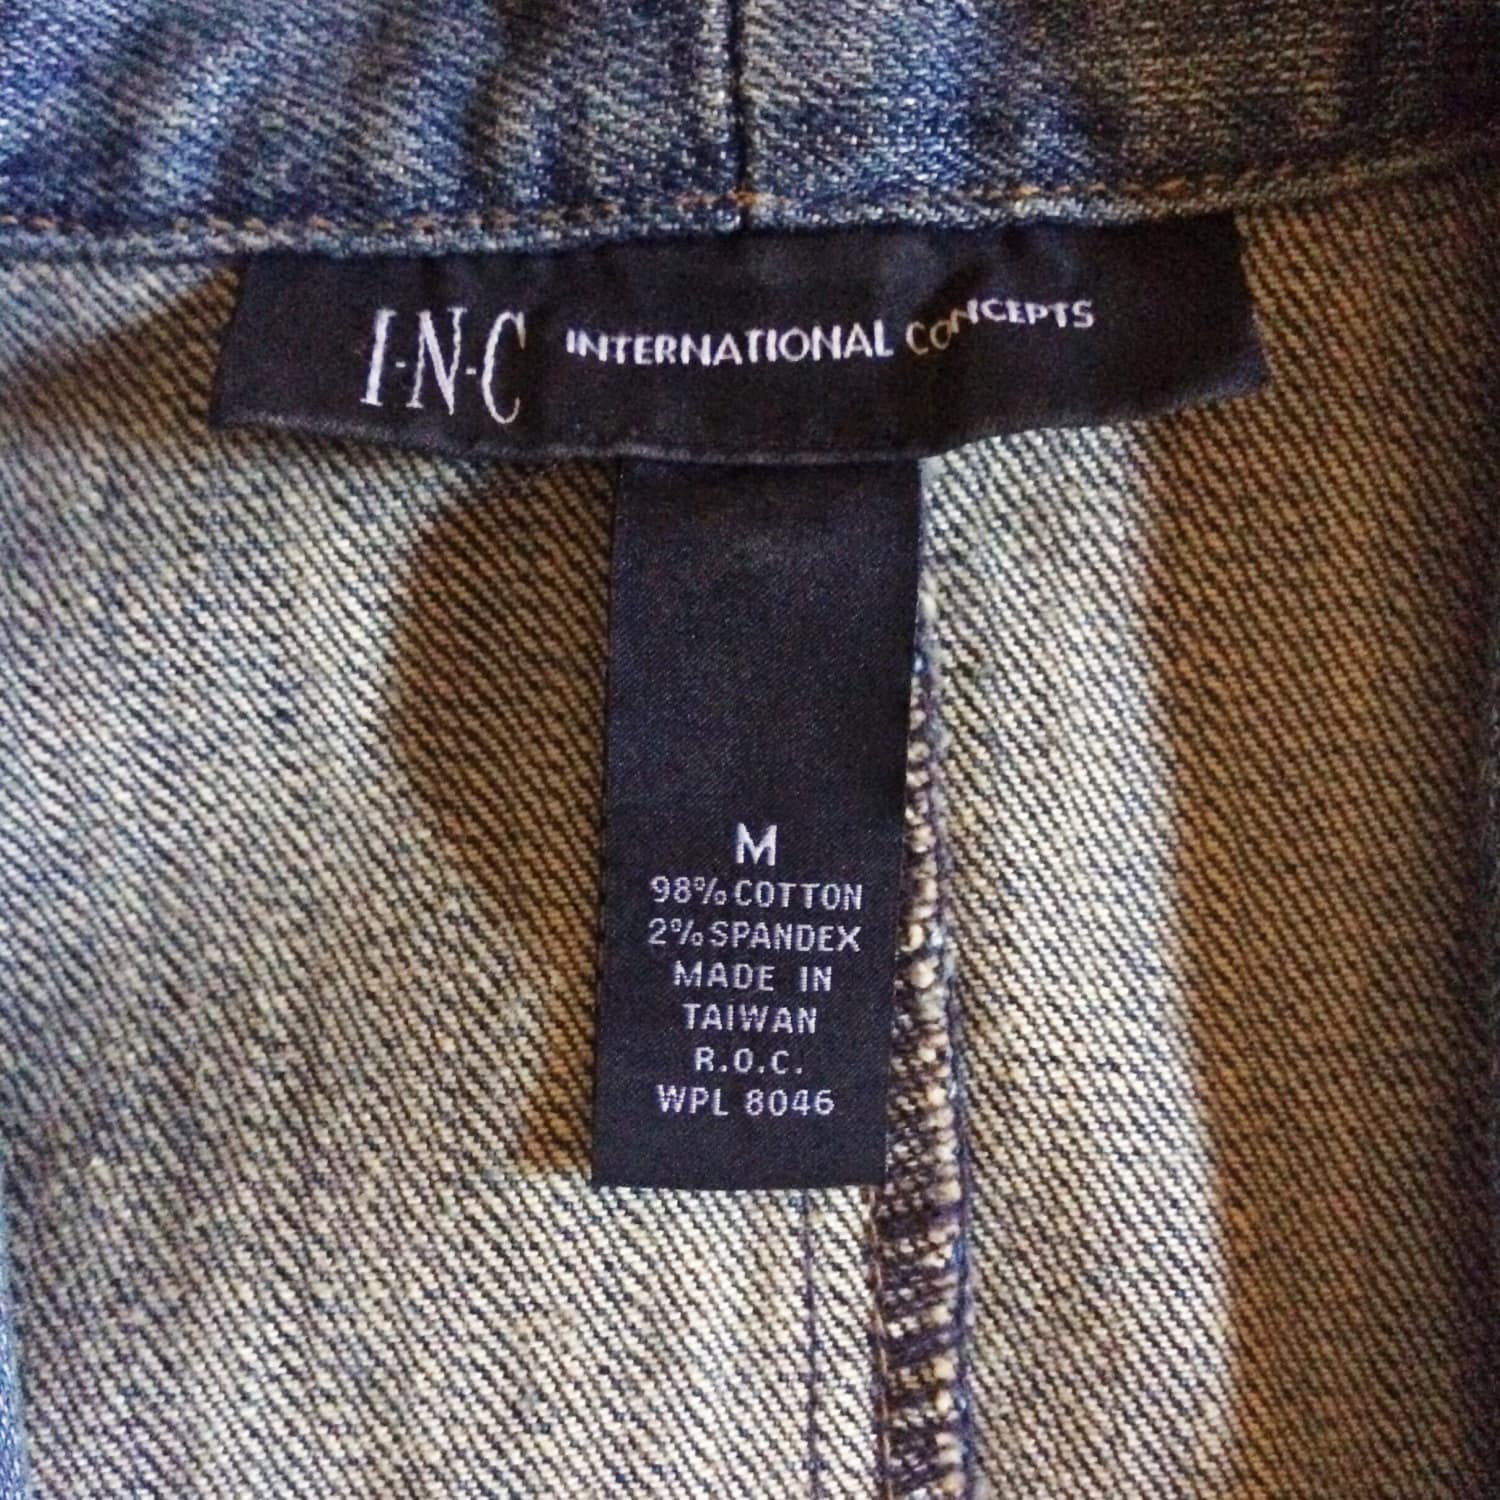 I·N·C INTERNATIONAL CONCEPTS
M
98% COTTON
2% SPANDEX
MADE IN
TAIWAN
R.O.C.
WPL 8046